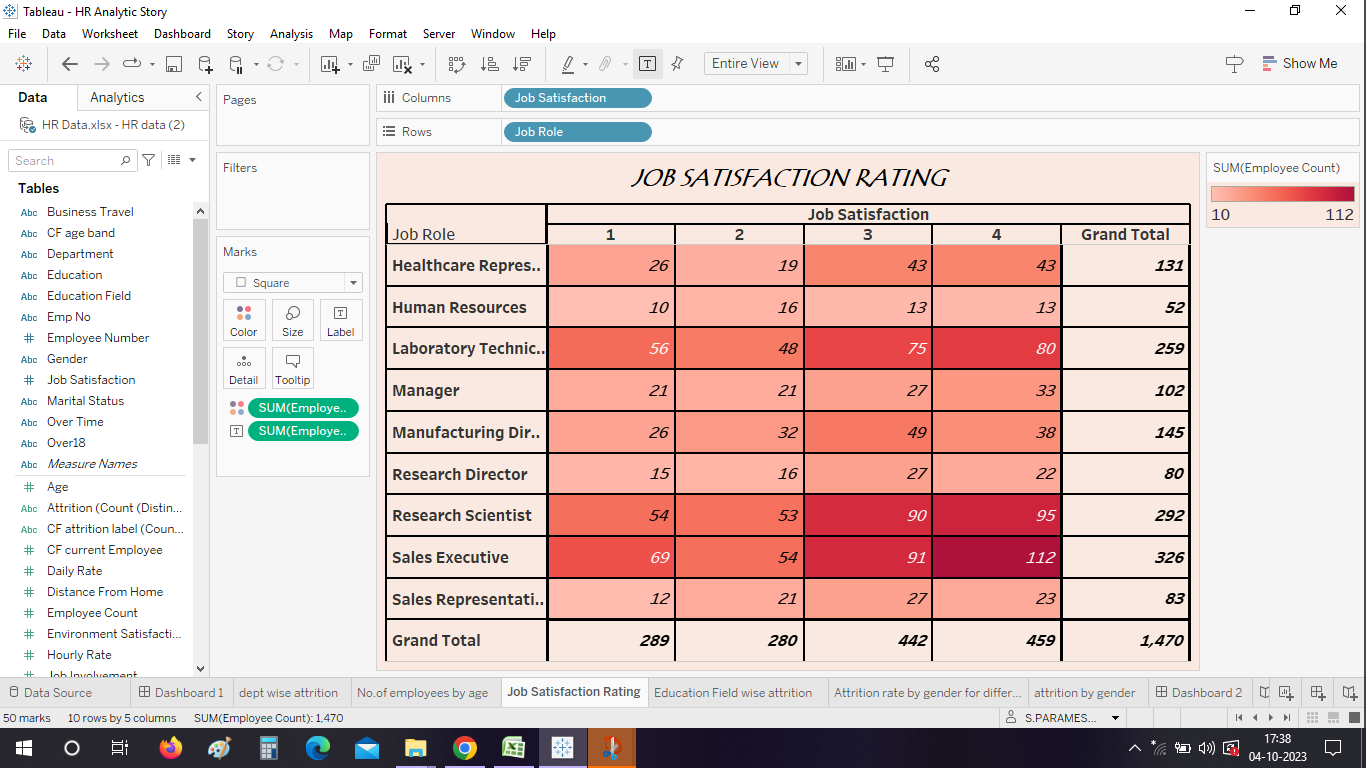 Tableau - HR Analytic Story
File Data Worksheet Dashboard Story Analysis Map Format Server Window Help
Entire View
Show Me
Data Analytics
HR Data.xlsx - HR data (2)
Search
Tables
Abc Business Travel
Abc CF age band
Abc Department
Abc Education
Abc Education Field
Abc Emp No
# Employee Number
Abc Gender
# Job Satisfaction
Abc Marital Status
Abc Over Time
Abc Over18
Abc Measure Names
# Age
Abc Attrition (Count (Distin...
Abc CF attrition label (Coun...
# CF current Employee
# Daily Rate
# Distance From Home
# Employee Count
# Environment Satisfacti...
# Hourly Rate
# Job Involvement
Pages
Filters
Marks
Square
Color Size Label
Detail Tooltip
SUM(Employe..
SUM(Employe..
Columns Job Satisfaction
Rows Job Role
JOB SATISFACTION RATING
Job Satisfaction
Job Role 1 2 3 4 Grand Total
Healthcare Repres.. 26 19 43 43 131
Human Resources 10 16 13 13 52
Laboratory Technic.. 56 48 75 80 259
Manager 21 21 27 33 102
Manufacturing Dir.. 26 32 49 38 145
Research Director 15 16 27 22 80
Research Scientist 54 53 90 95 292
Sales Executive 69 54 91 112 326
Sales Representati.. 12 21 27 23 83
Grand Total 289 280 442 459 1,470
SUM(Employee Count)
10 112
Data Source Dashboard 1 dept wise attrition No.of employees by age Job Satisfaction Rating Education Field wise attrition Attrition rate by gender for differ... attrition by gender Dashboard 2
50 marks 10 rows by 5 columns SUM(Employee Count): 1,470 S.PARAMES...
17:38
04-10-2023